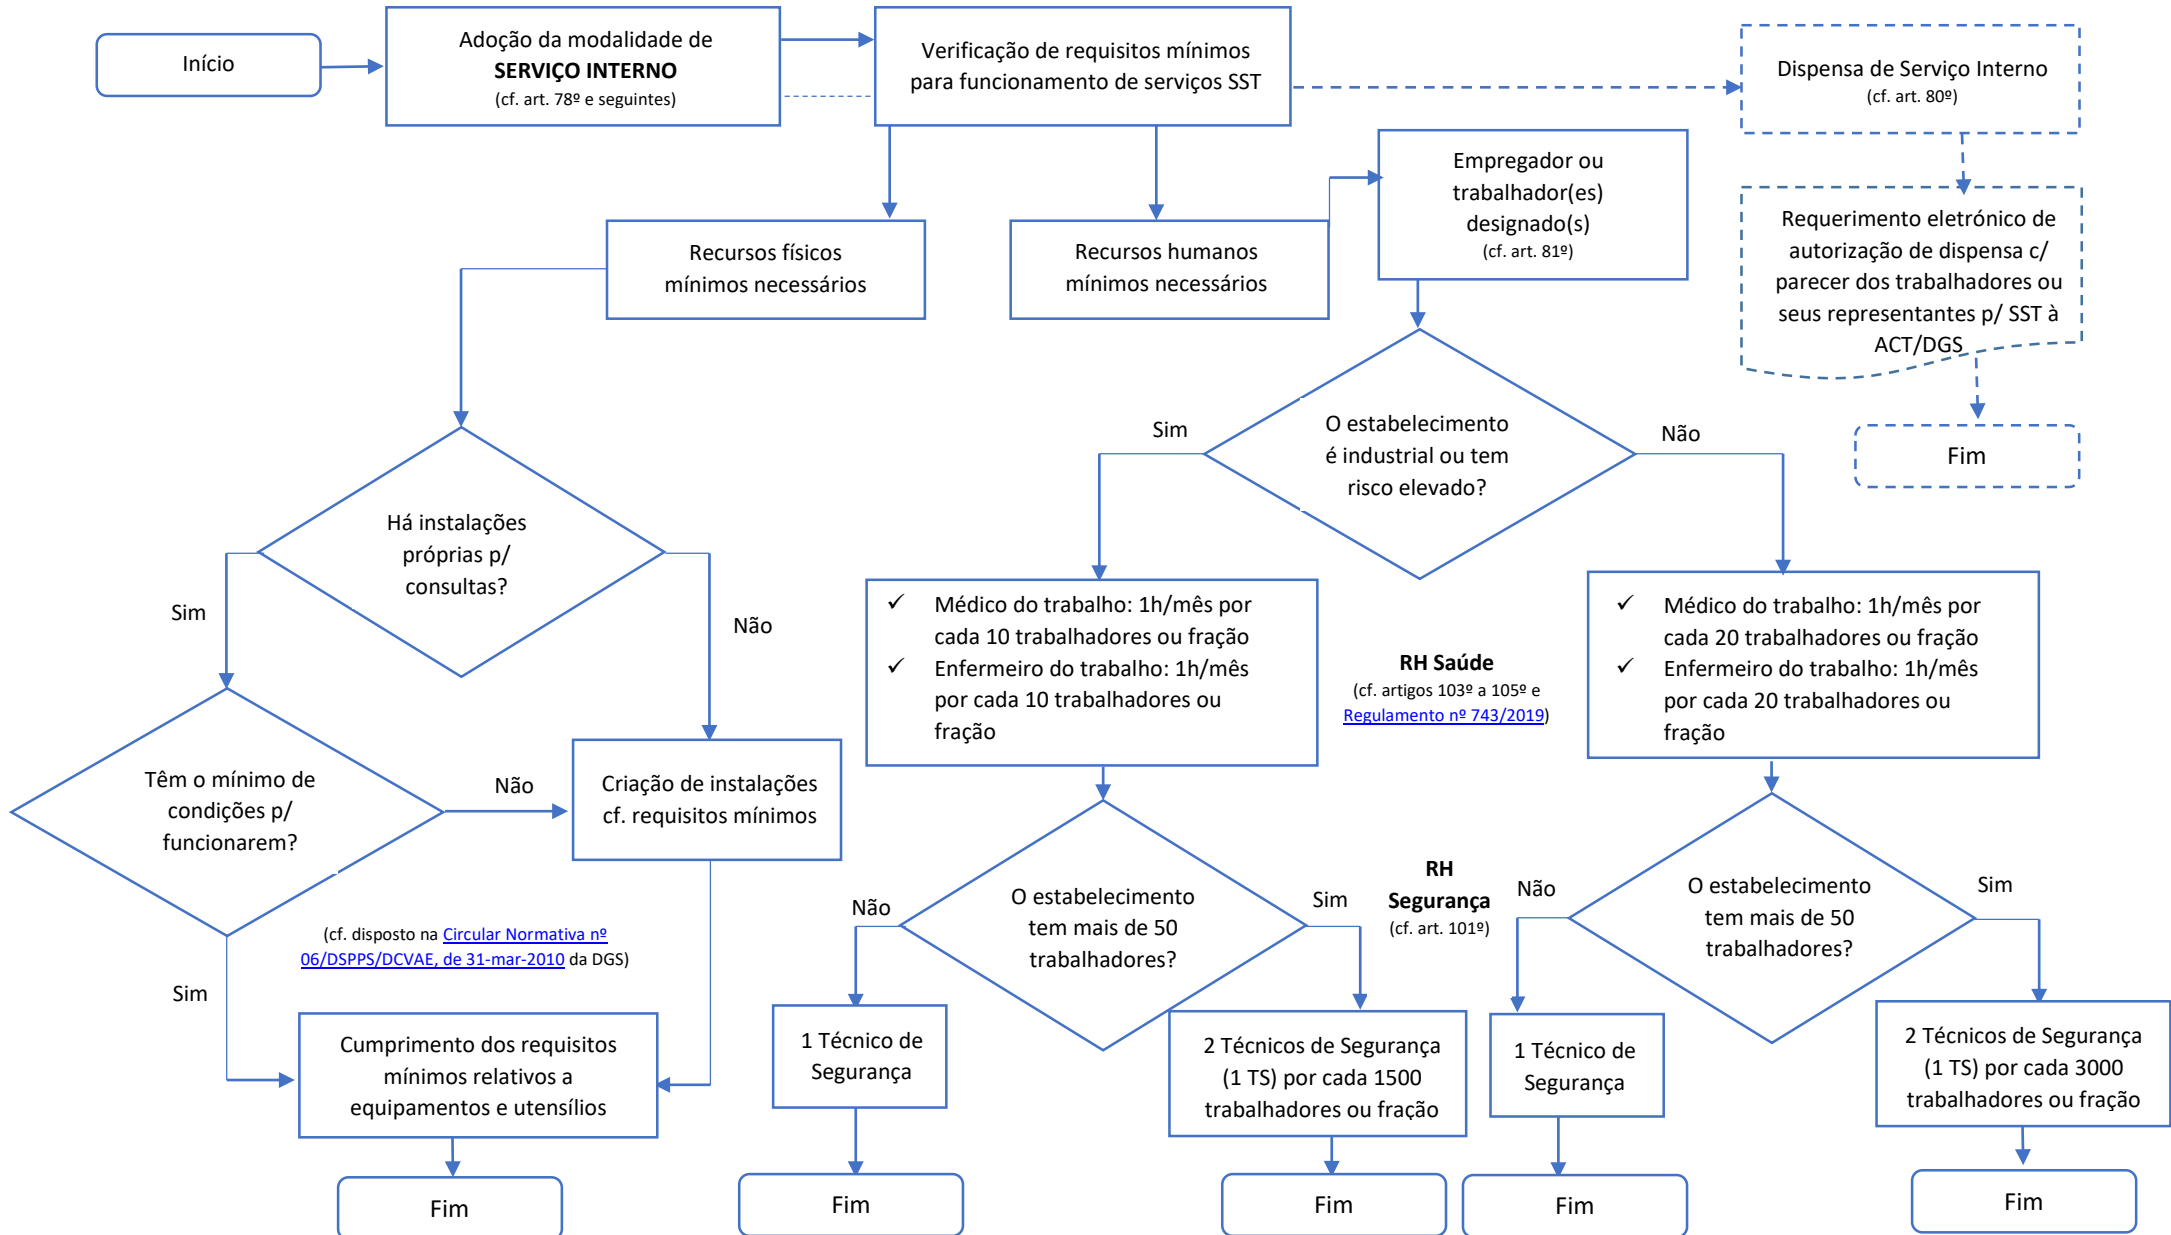 Início
Adoção da modalidade de
SERVIÇO INTERNO
(cf. art. 78º e seguintes)
Verificação de requisitos mínimos
para funcionamento de serviços SST
Dispensa de Serviço Interno
(cf. art. 80º)
Empregador ou
trabalhador(es)
designado(s)
(cf. art. 81º)
Requerimento eletrónico de
autorização de dispensa c/
parecer dos trabalhadores ou
seus representantes p/ SST à
ACT/DGS
Fim
Recursos físicos
mínimos necessários
Recursos humanos
mínimos necessários
Sim
O estabelecimento
é industrial ou tem
risco elevado?
Não
Há instalações
próprias p/
consultas?
Sim
Não
✓ Médico do trabalho: 1h/mês por
cada 10 trabalhadores ou fração
✓ Enfermeiro do trabalho: 1h/mês
por cada 10 trabalhadores ou
fração
RH Saúde
(cf. artigos 103º a 105º e
Regulamento nº 743/2019)
✓ Médico do trabalho: 1h/mês por
cada 20 trabalhadores ou fração
✓ Enfermeiro do trabalho: 1h/mês
por cada 20 trabalhadores ou
fração
Têm o mínimo de
condições p/
funcionarem?
Não
Criação de instalações
cf. requisitos mínimos
(cf. disposto na Circular Normativa nº
06/DSPPS/DCVAE, de 31-mar-2010 da DGS)
Sim
Não
O estabelecimento
tem mais de 50
trabalhadores?
Sim
RH
Segurança
(cf. art. 101º)
Não
O estabelecimento
tem mais de 50
trabalhadores?
Sim
Cumprimento dos requisitos
mínimos relativos a
equipamentos e utensílios
1 Técnico de
Segurança
2 Técnicos de Segurança
(1 TS) por cada 1500
trabalhadores ou fração
1 Técnico de
Segurança
2 Técnicos de Segurança
(1 TS) por cada 3000
trabalhadores ou fração
Fim
Fim
Fim
Fim
Fim